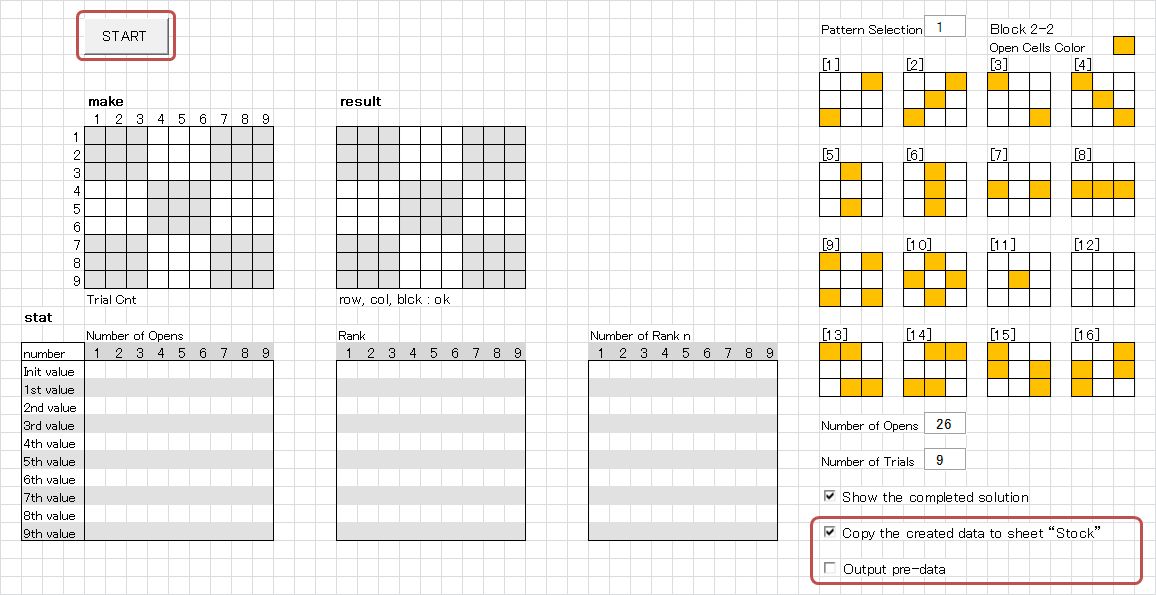 START
Pattern Selection 1 Block 2-2
Open Cells Color
[1] [2] [3] [4]
make result
1 2 3 4 5 6 7 8 9
1
2
3
[5] [6] [7] [8]
4
5
6
7
[9] [10] [11] [12]
8
9
Trial Cnt row, col, blck : ok
stat
Number of Opens Rank Number of Rank n
[13] [14] [15] [16]
number 1 2 3 4 5 6 7 8 9 1 2 3 4 5 6 7 8 9 1 2 3 4 5 6 7 8 9
Init value
1st value
2nd value
3rd value
Number of Opens 26
4th value
5th value
Number of Trials 9
6th value
7th value
Show the completed solution
8th value
9th value
Copy the created data to sheet “Stock”
Output pre-data